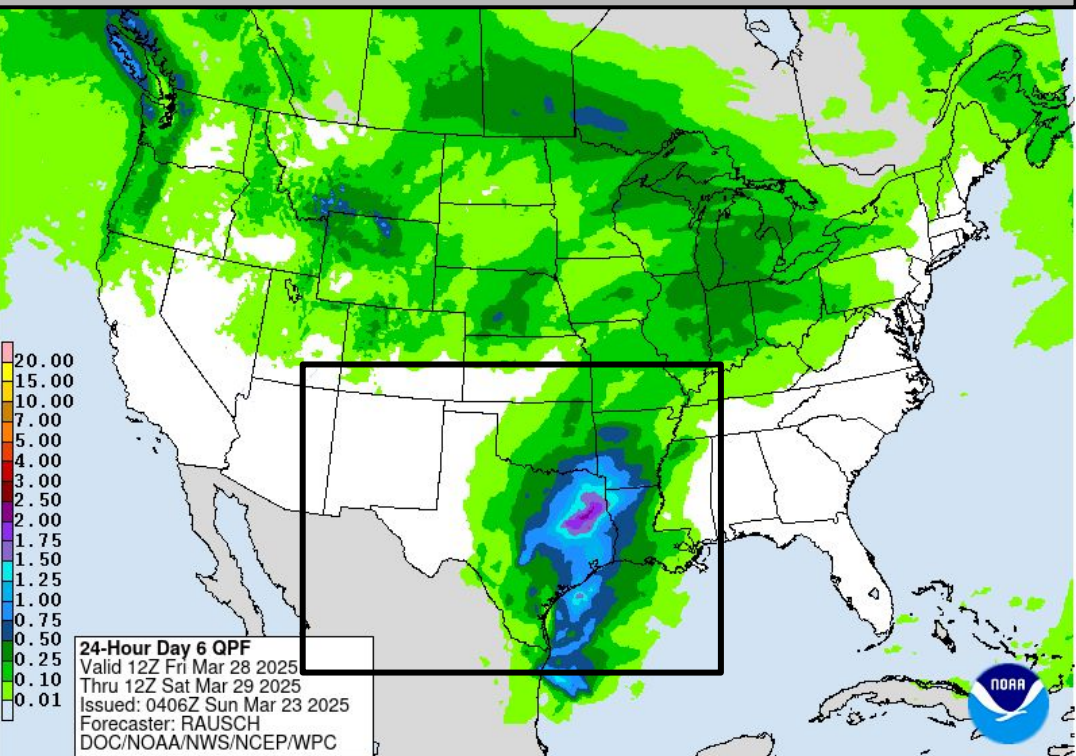 20.00
15.00
10.00
7.00
5.00
4.00
3.00
2.50
2.00
1.75
1.50
1.25
1.00
0.75
0.50
0.25
0.10
0.01
24-Hour Day 6 QPF
Valid 12Z Fri Mar 28 2025
Thru 12Z Sat Mar 29 2025
Issued: 0406Z Sun Mar 23 2025
Forecaster: RAUSCH
DOC/NOAA/NWS/NCEP/WPC
NOAA